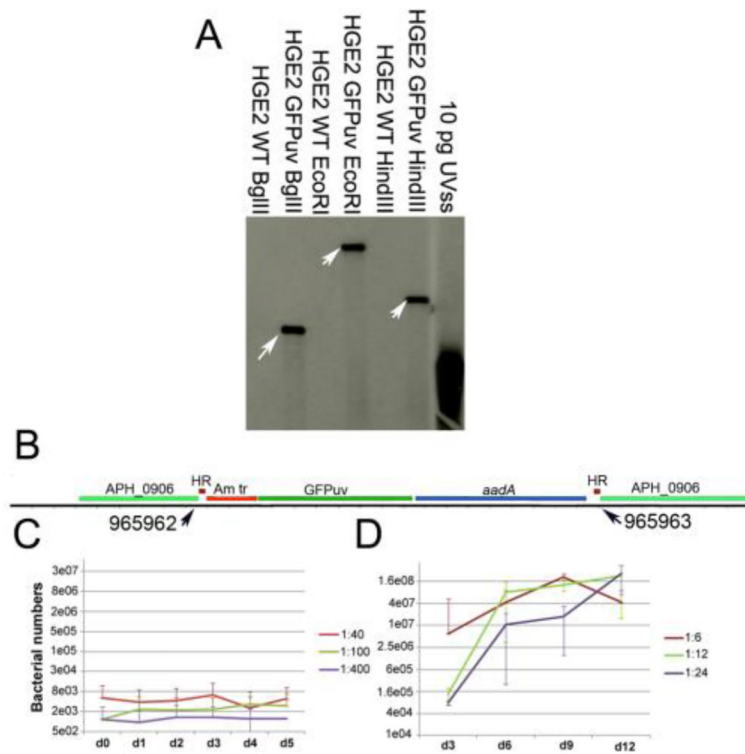 A
HGE2 WT BglII
HGE2 GFPuv BglII
HGE2 WT EcoRI
HGE2 GFPuv EcoRI
HGE2 WT HindIII
HGE2 GFPuv HindIII
10 pg UVss
B
APH_0906 HR Am tr GFPuv aadA HR APH_0906
965962 965963
C
Bacterial numbers
3e07
8e06
2e06
5e05
1e05
3e04
8e03
2e03
5e02
d0 d1 d2 d3 d4 d5
1:40
1:100
1:400
D
1.6e08
4e07
1e07
2.5e06
6e05
1.6e05
4e04
1e04
d3 d6 d9 d12
1:6
1:12
1:24